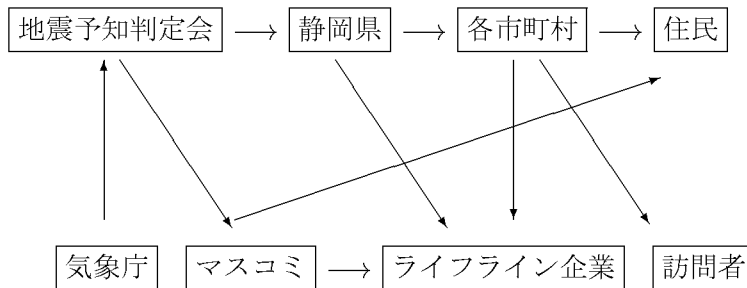 地震予知判定会 → 静岡県 → 各市町村 → 住民
気象庁 マスコミ → ライフライン企業 訪問者